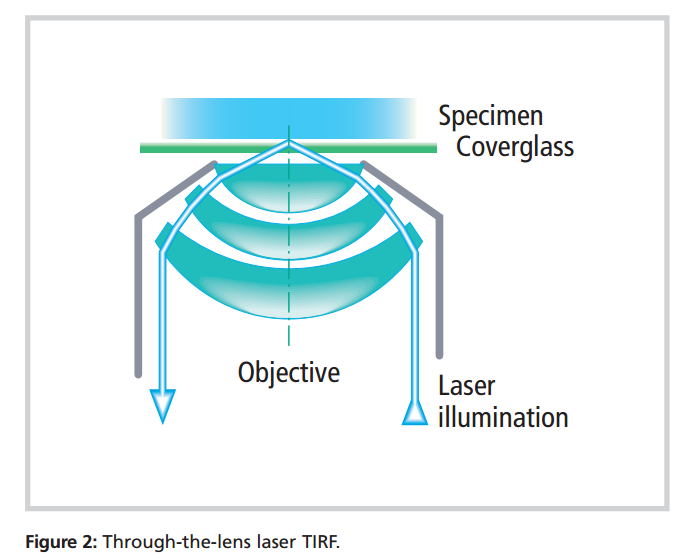 Specimen
Coverglass
Objective
Laser
illumination
Figure 2: Through-the-lens laser TIRF.